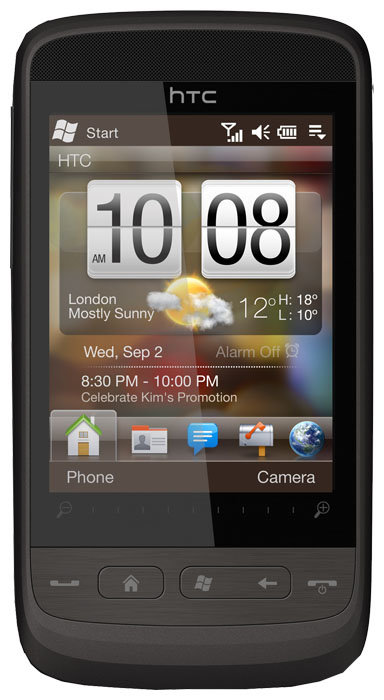 hTC
Start
HTC
10 08
AM
London
Mostly Sunny
12° H: 18°
L: 10°
Wed, Sep 2 Alarm Off
8:30 PM - 10:00 PM
Celebrate Kim's Promotion
Phone Camera